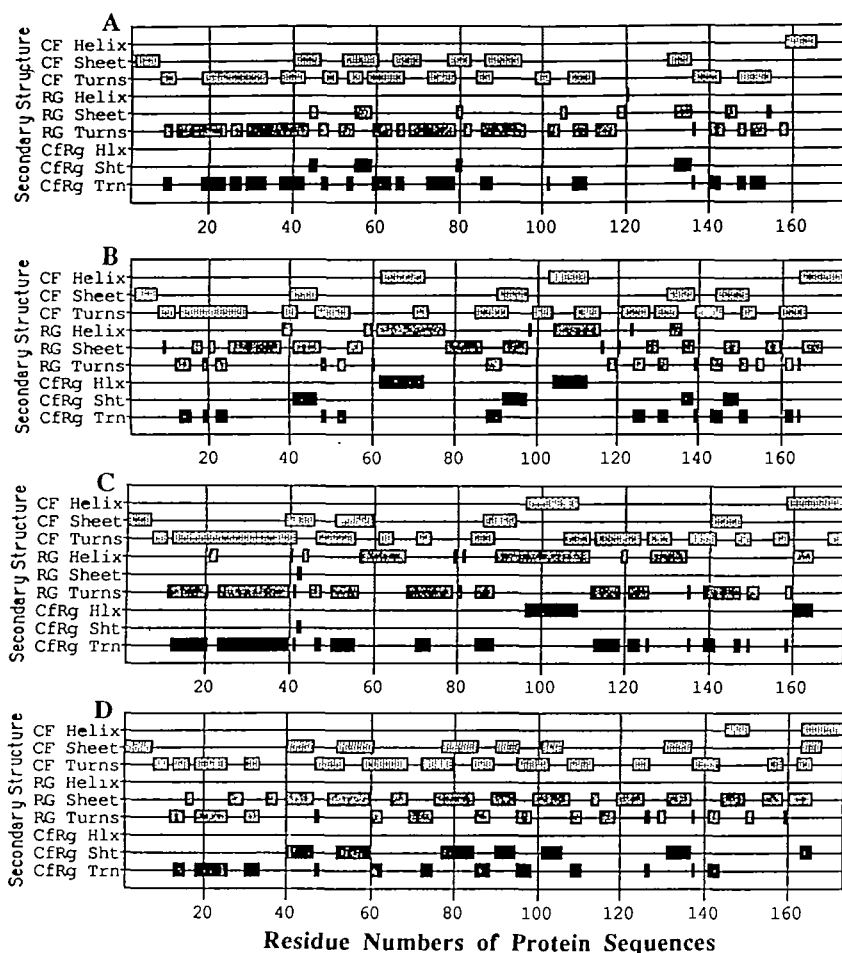 A
Secondary Structure
CF Helix
CF Sheet
CF Turns
RG Helix
RG Sheet
RG Turns
CfRg Hlx
CfRg Sht
CfRg Trn
20 40 60 80 100 120 140 160
B
Secondary Structure
CF Helix
CF Sheet
CF Turns
RG Helix
RG Sheet
RG Turns
CfRg Hlx
CfRg Sht
CfRg Trn
20 40 60 80 100 120 140 160
C
Secondary Structure
CF Helix
CF Sheet
CF Turns
RG Helix
RG Sheet
RG Turns
CfRg Hlx
CfRg Sht
CfRg Trn
20 40 60 80 100 120 140 160
D
Secondary Structure
CF Helix
CF Sheet
CF Turns
RG Helix
RG Sheet
RG Turns
CfRg Hlx
CfRg Sht
CfRg Trn
20 40 60 80 100 120 140 160
Residue Numbers of Protein Sequences